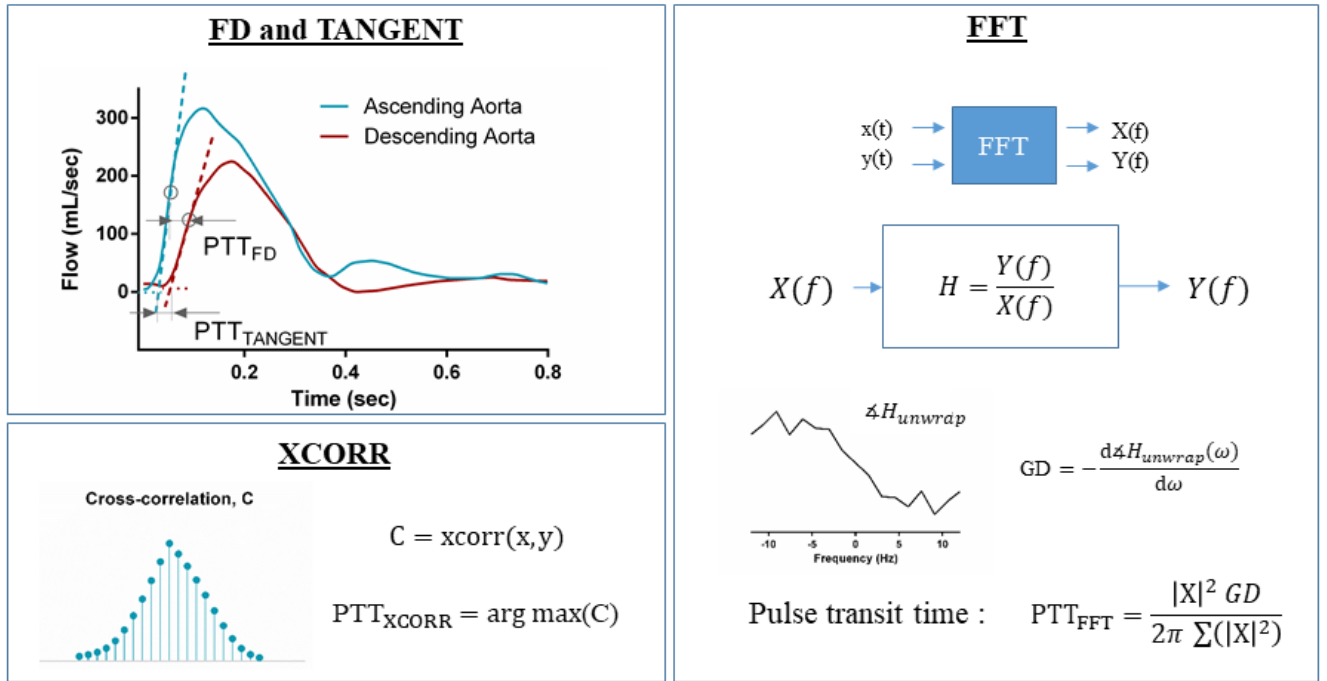 FD and TANGENT
Ascending Aorta
Descending Aorta
Flow (mL/sec)
300
200
100
0
PTT_FD
PTT_TANGENT
0.2 0.4 0.6 0.8
Time (sec)
XCORR
Cross-correlation, C
C = xcorr(x,y)
PTT_XCORR = arg max(C)
FFT
x(t) FFT X(f)
y(t) Y(f)
X(f) H = Y(f)/X(f) Y(f)
∡H_unwrap
GD = − d∡H_unwrap(ω)/dω
-10 -5 0 5 10
Frequency (Hz)
Pulse transit time : PTT_FFT = |X|² GD / 2π ∑(|X|²)